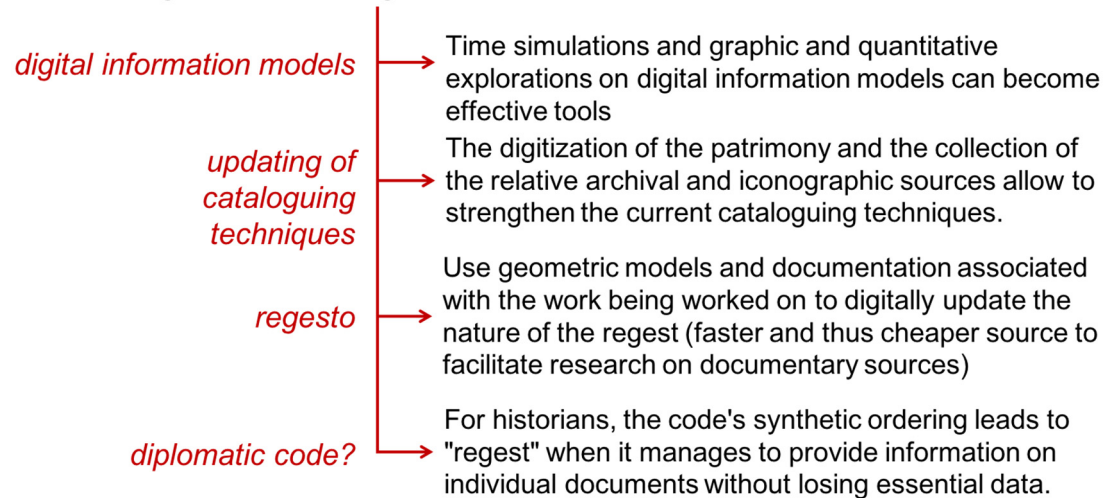 digital information models
Time simulations and graphic and quantitative
explorations on digital information models can become
effective tools
updating of
cataloguing
techniques
The digitization of the patrimony and the collection of
the relative archival and iconographic sources allow to
strengthen the current cataloguing techniques.
regesto
Use geometric models and documentation associated
with the work being worked on to digitally update the
nature of the regest (faster and thus cheaper source to
facilitate research on documentary sources)
diplomatic code?
For historians, the code's synthetic ordering leads to
"regest" when it manages to provide information on
individual documents without losing essential data.